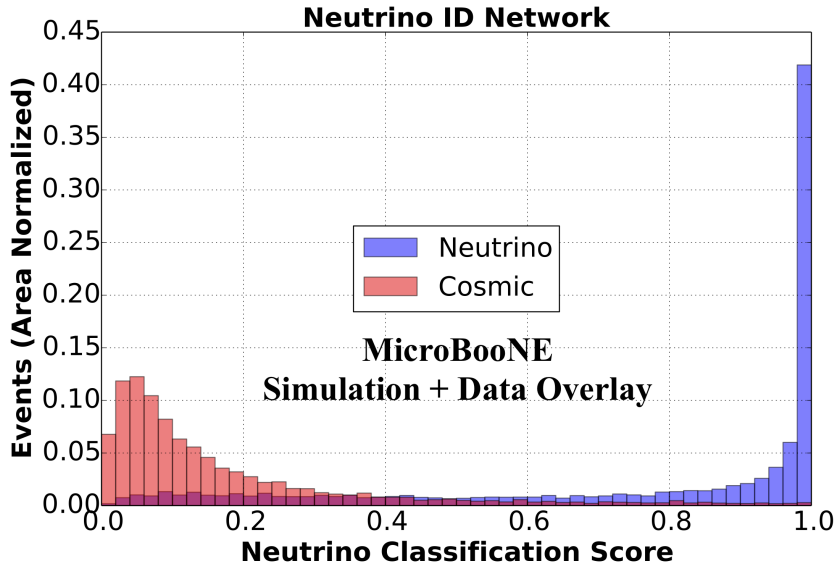 Neutrino ID Network
0.45
0.40
0.35
0.30
0.25
0.20
0.15
0.10
0.05
0.00
Events (Area Normalized)
Neutrino
Cosmic
MicroBooNE
Simulation + Data Overlay
0.0 0.2 0.4 0.6 0.8 1.0
Neutrino Classification Score